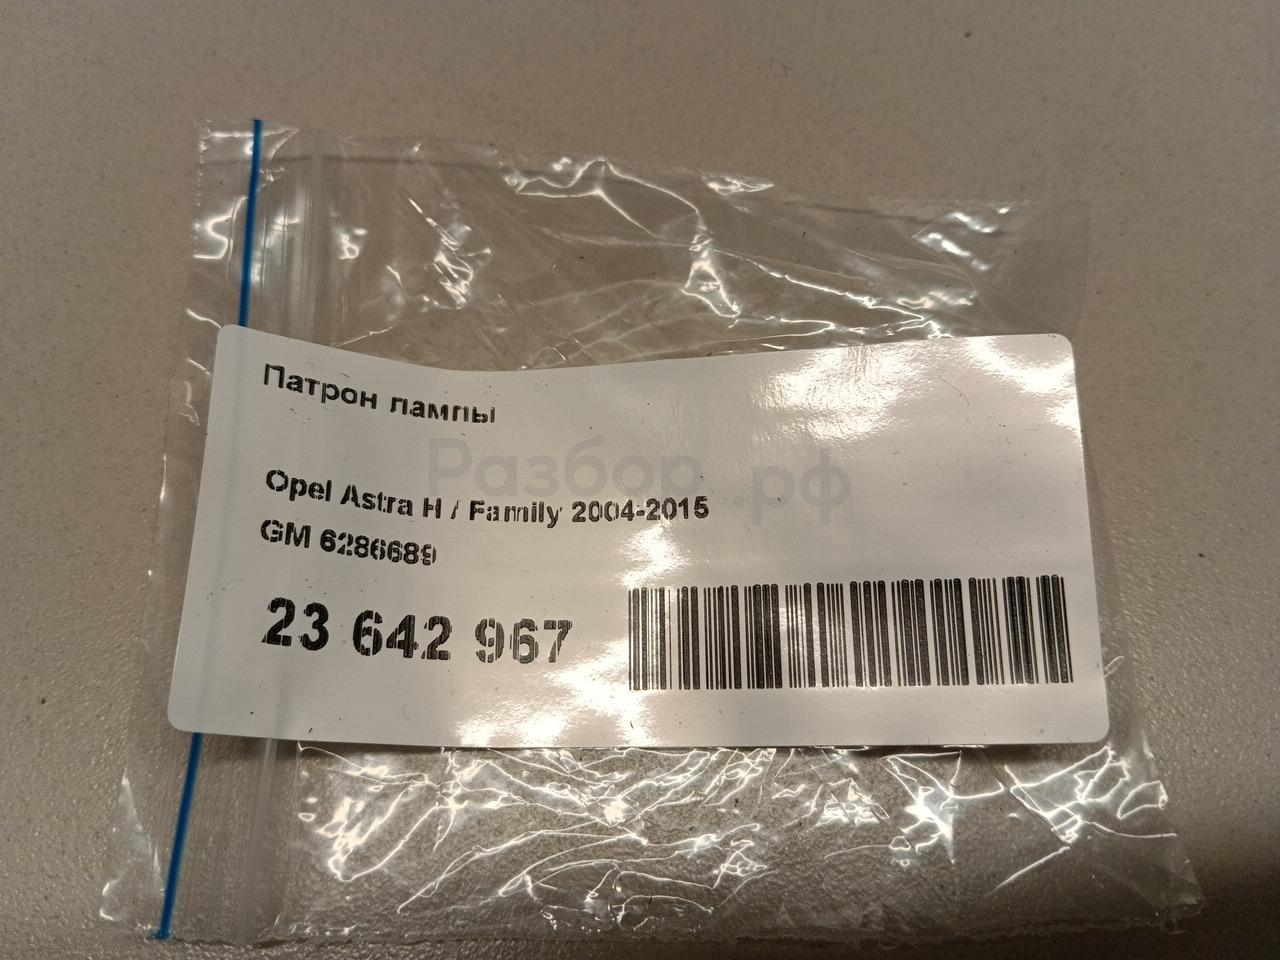 Патрон лампы
Разбор.рф
Opel Astra H / Family 2004-2015
GM 6286689
23 642 967